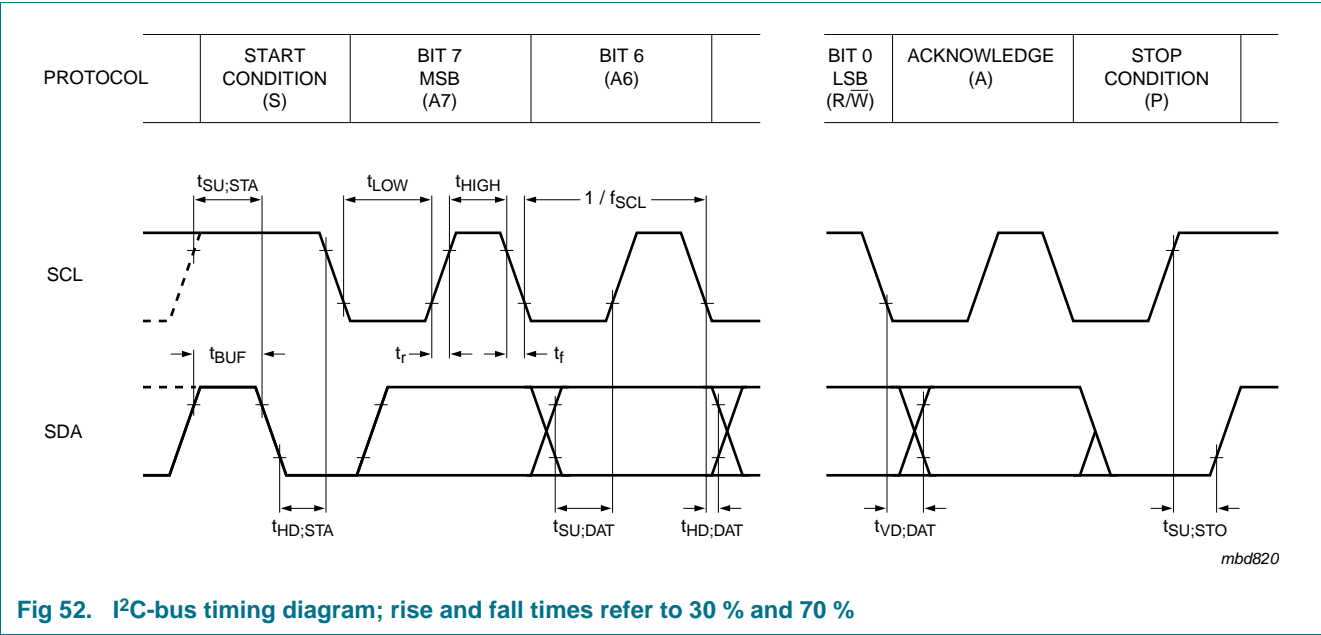 PROTOCOL
START
CONDITION
(S)
BIT 7
MSB
(A7)
BIT 6
(A6)
BIT 0
LSB
(R/W̅)
ACKNOWLEDGE
(A)
STOP
CONDITION
(P)
tSU;STA
tLOW
tHIGH
1 / fSCL
SCL
tBUF
tr
tf
SDA
tHD;STA
tSU;DAT
tHD;DAT
tVD;DAT
tSU;STO
mbd820
Fig 52. I²C-bus timing diagram; rise and fall times refer to 30 % and 70 %